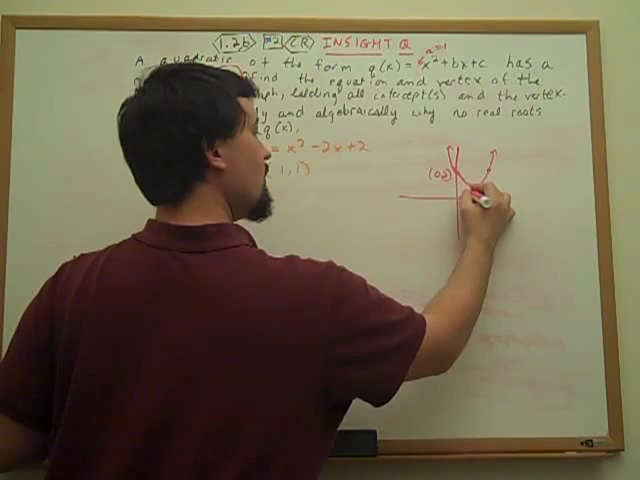 1.2b #2 CR INSIGHT Q
A quadratic of the form q(x) = x² + bx + c has a
a=1
find the equation and vertex of the
graph, labeling all intercept(s) and the vertex.
and algebraically why no real roots
q(x).
= x² - 2x + 2
1, 1)
(0,2)